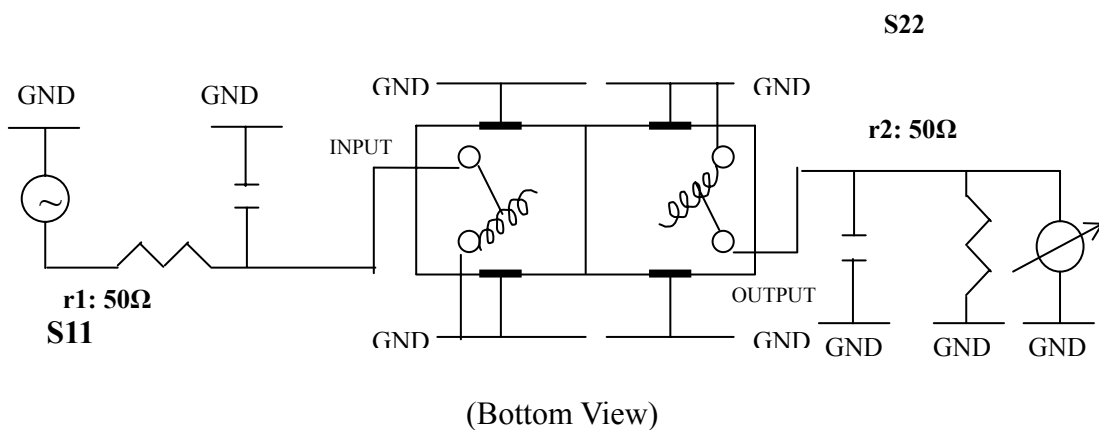 S22
GND
GND
GND
GND
r2: 50Ω
INPUT
~
r1: 50Ω
S11
OUTPUT
GND
GND
GND
GND
GND
(Bottom View)